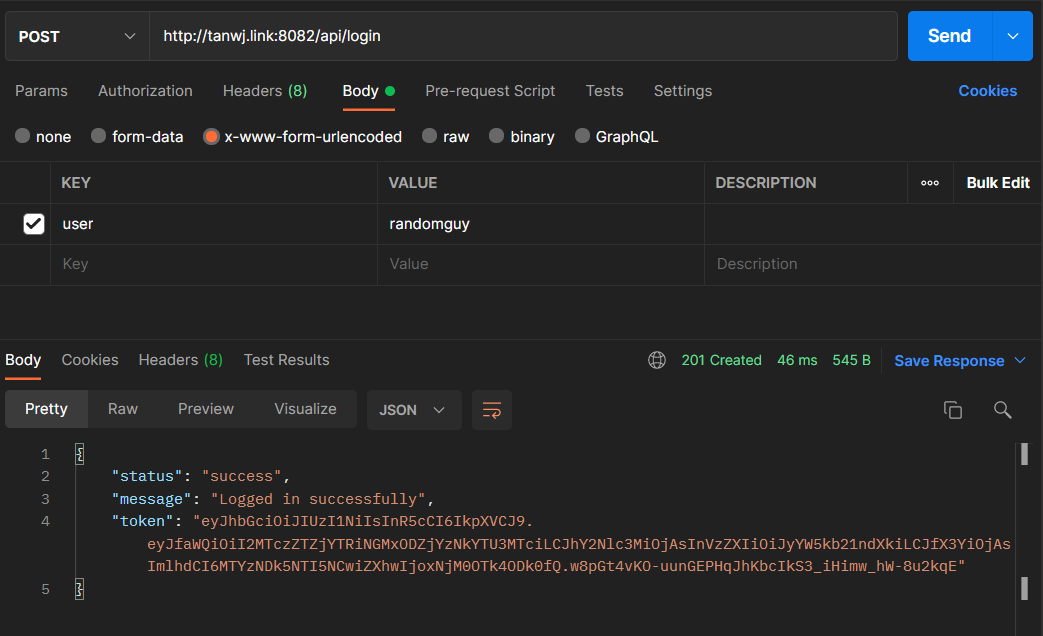 POST http://tanwj.link:8082/api/login Send
Params Authorization Headers (8) Body Pre-request Script Tests Settings Cookies
none form-data x-www-form-urlencoded raw binary GraphQL
KEY VALUE DESCRIPTION ooo Bulk Edit
user randomguy
Key Value Description
Body Cookies Headers (8) Test Results 201 Created 46 ms 545 B Save Response
Pretty Raw Preview Visualize JSON
1 {
2 "status": "success",
3 "message": "Logged in successfully",
4 "token": "eyJhbGciOiJIUzI1NiIsInR5cCI6IkpXVCJ9.
eyJfaWQiOiI2MTczZTZjYTRiNGMxODZjYzNkYTU3MTciLCJhY2Nlc3MiOjAsInVzZXIiOiJyYW5kb21ndXkiLCJfX3YiOjAs
ImlhdCI6MTYzNDk5NTI5NCwiZXhwIjoxNjM0OTk4ODk0fQ.w8pGt4vKO-uunGEPHqJhKbcIkS3_iHimw_hW-8u2kqE"
5 }